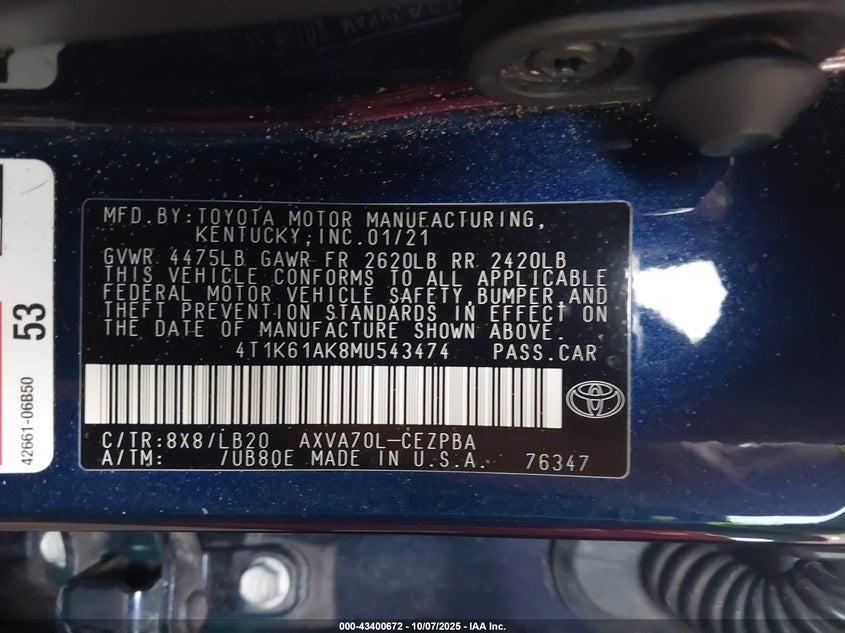 MFD.BY:TOYOTA MOTOR MANUFACTURING,
KENTUCKY,INC.01/21
GVWR 4475LB GAWR FR 2620LB RR 2420LB
THIS VEHICLE CONFORMS TO ALL APPLICABLE
FEDERAL MOTOR VEHICLE SAFETY,BUMPER,AND
THEFT PREVENTION STANDARDS IN EFFECT ON
THE DATE OF MANUFACTURE SHOWN ABOVE.
4T1K61AK8MU543474 PASS.CAR
C/TR:8X8/LB20 AXVA70L-CEZPBA
A/TM: /UB80E MADE IN U.S.A. 76347
53
42661-06B50
000-43400672 - 10/07/2025 - IAA Inc.